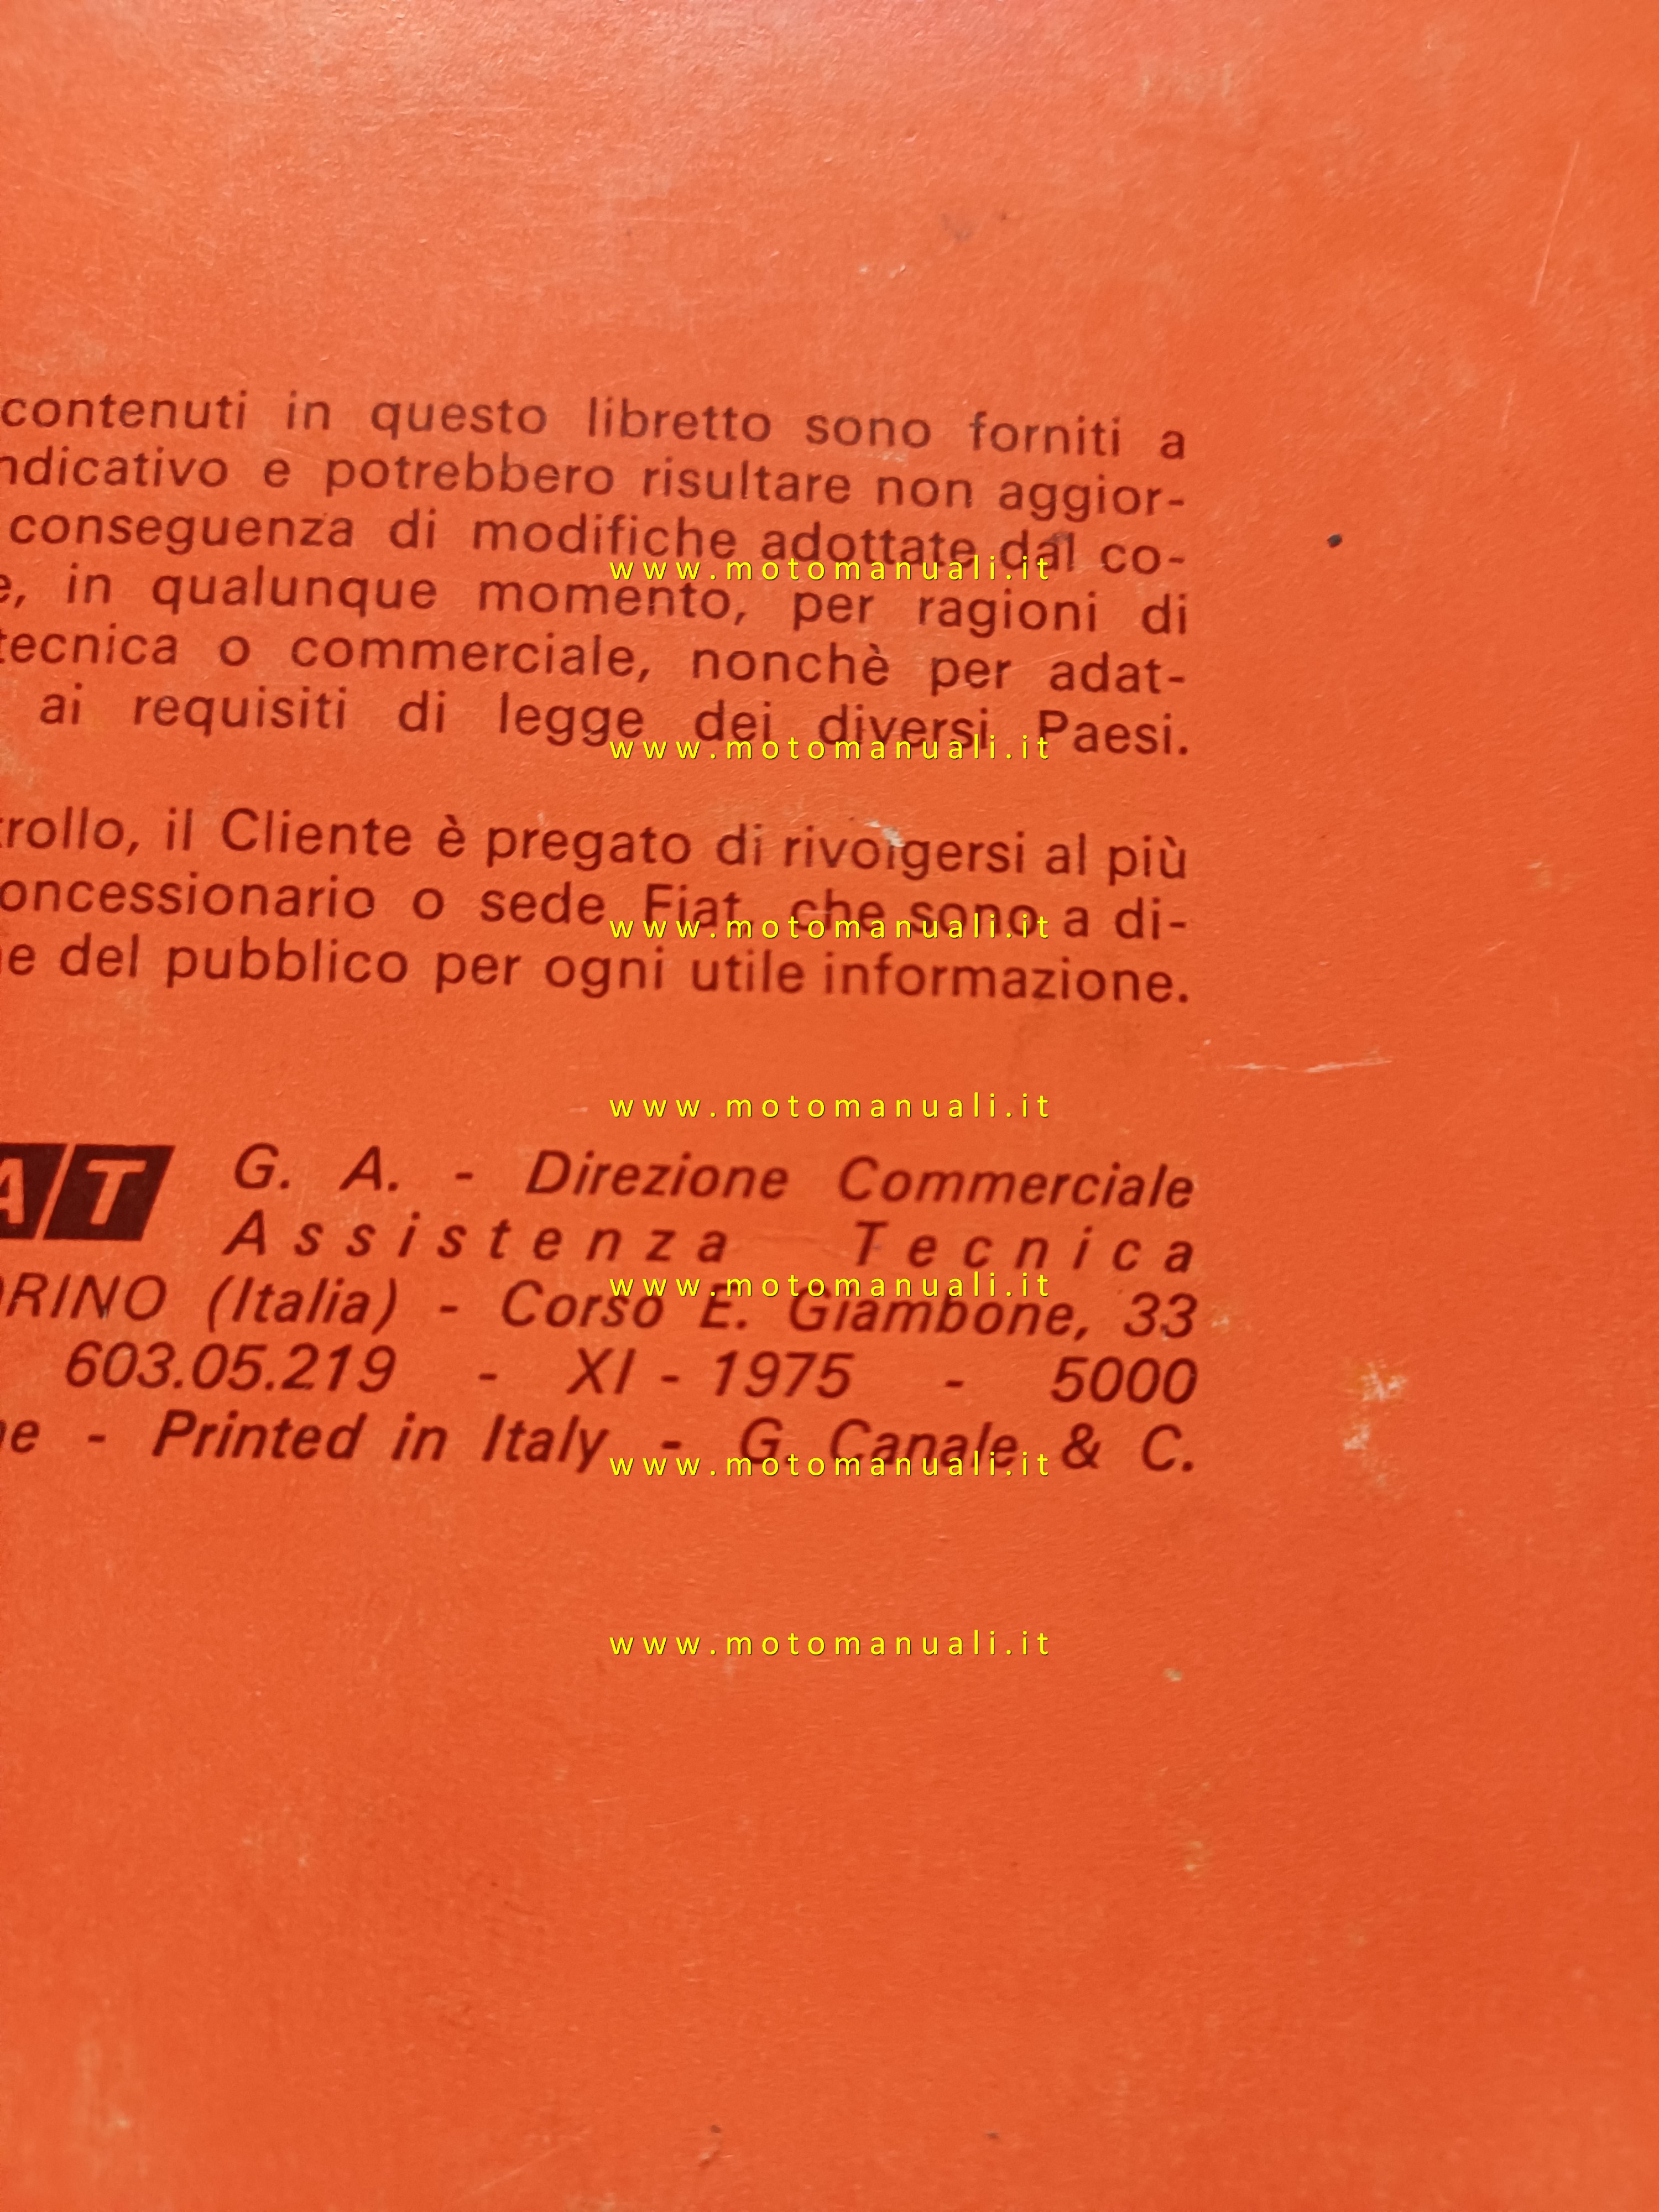 contenuti in questo libretto sono forniti a
ndicativo e potrebbero risultare non aggior-
conseguenza di modifiche adottate dal co-
www.motomanuali.it
e, in qualunque momento, per ragioni di
tecnica o commerciale, nonchè per adat-
ai requisiti di legge dei diversi Paesi.
www.motomanuali.it
trollo, il Cliente è pregato di rivolgersi al più
oncessionario o sede Fiat, che sono a di-
www.motomanuali.it
ne del pubblico per ogni utile informazione.
www.motomanuali.it
AT G. A. - Direzione Commerciale
Assistenza Tecnica
www.motomanuali.it
ORINO (Italia) - Corso E. Giambone, 33
603.05.219 - XI - 1975 - 5000
ne - Printed in Italy - G. Canale & C.
www.motomanuali.it
www.motomanuali.it